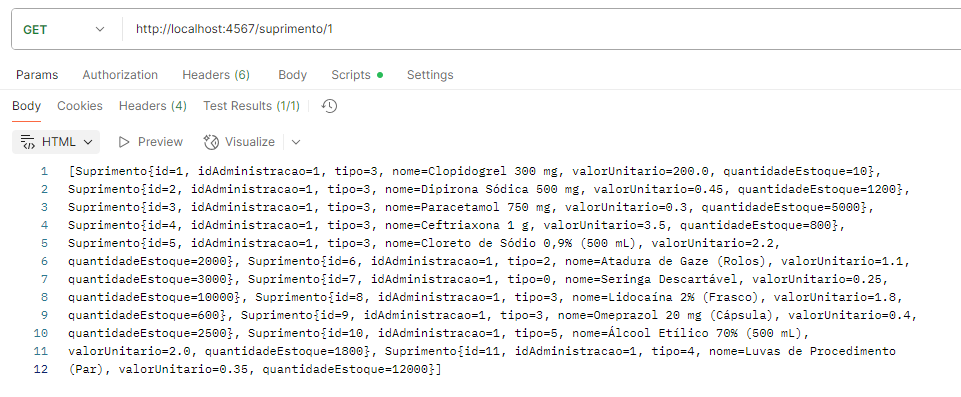 GET http://localhost:4567/suprimento/1
Params Authorization Headers (6) Body Scripts Settings
Body Cookies Headers (4) Test Results (1/1)
HTML Preview Visualize
1 [Suprimento{id=1, idAdministracao=1, tipo=3, nome=Clopidogrel 300 mg, valorUnitario=200.0, quantidadeEstoque=10},
2 Suprimento{id=2, idAdministracao=1, tipo=3, nome=Dipirona Sódica 500 mg, valorUnitario=0.45, quantidadeEstoque=1200},
3 Suprimento{id=3, idAdministracao=1, tipo=3, nome=Paracetamol 750 mg, valorUnitario=0.3, quantidadeEstoque=5000},
4 Suprimento{id=4, idAdministracao=1, tipo=3, nome=Ceftriaxona 1 g, valorUnitario=3.5, quantidadeEstoque=800},
5 Suprimento{id=5, idAdministracao=1, tipo=3, nome=Cloreto de Sódio 0,9% (500 mL), valorUnitario=2.2,
6 quantidadeEstoque=2000}, Suprimento{id=6, idAdministracao=1, tipo=2, nome=Atadura de Gaze (Rolos), valorUnitario=1.1,
7 quantidadeEstoque=3000}, Suprimento{id=7, idAdministracao=1, tipo=0, nome=Seringa Descartável, valorUnitario=0.25,
8 quantidadeEstoque=10000}, Suprimento{id=8, idAdministracao=1, tipo=3, nome=Lidocaína 2% (Frasco), valorUnitario=1.8,
9 quantidadeEstoque=600}, Suprimento{id=9, idAdministracao=1, tipo=3, nome=Omeprazol 20 mg (Cápsula), valorUnitario=0.4,
10 quantidadeEstoque=2500}, Suprimento{id=10, idAdministracao=1, tipo=5, nome=Álcool Etílico 70% (500 mL),
11 valorUnitario=2.0, quantidadeEstoque=1800}, Suprimento{id=11, idAdministracao=1, tipo=4, nome=Luvas de Procedimento
12 (Par), valorUnitario=0.35, quantidadeEstoque=12000}]